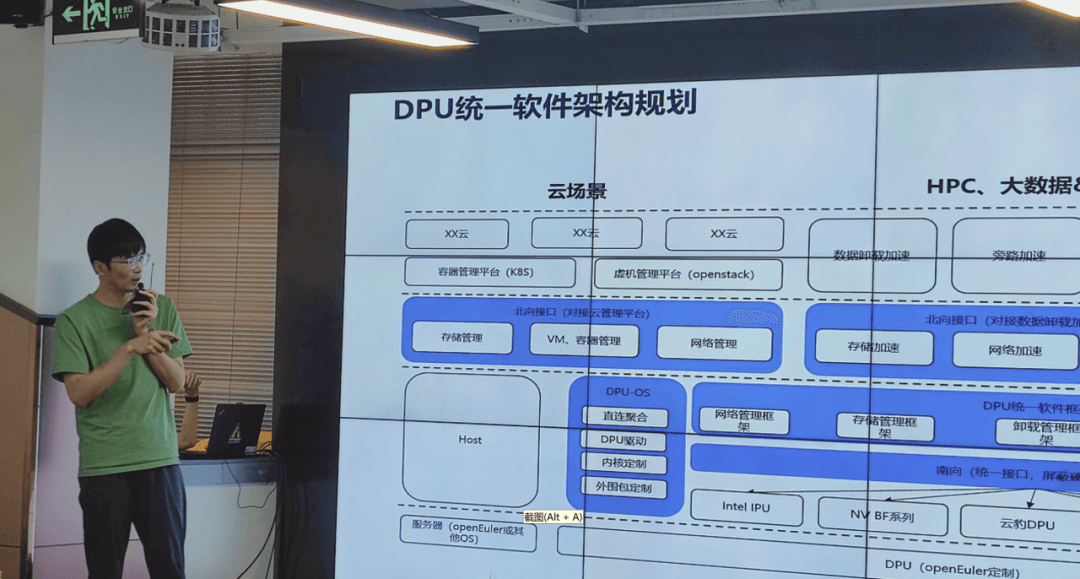 安全出口
EXIT
DPU统一软件架构规划
云场景
HPC、大数据&
XX云
XX云
XX云
数据卸载加速
旁路加速
容器管理平台（K8S）
虚机管理平台（openstack）
北向接口（对接云管理平台）
北向接口（对接数据卸载加
存储管理
VM、容器管理
网络管理
存储加速
网络加速
Host
DPU-OS
直连聚合
DPU驱动
内核定制
外围包定制
DPU统一软件框
网络管理框
架
存储管理框
架
卸载管理框
架
南向（统一接口，屏蔽硬
Intel IPU
NV BF系列
云豹DPU
截图(Alt + A)
服务器（openEuler或其
他OS）
DPU（openEuler定制）